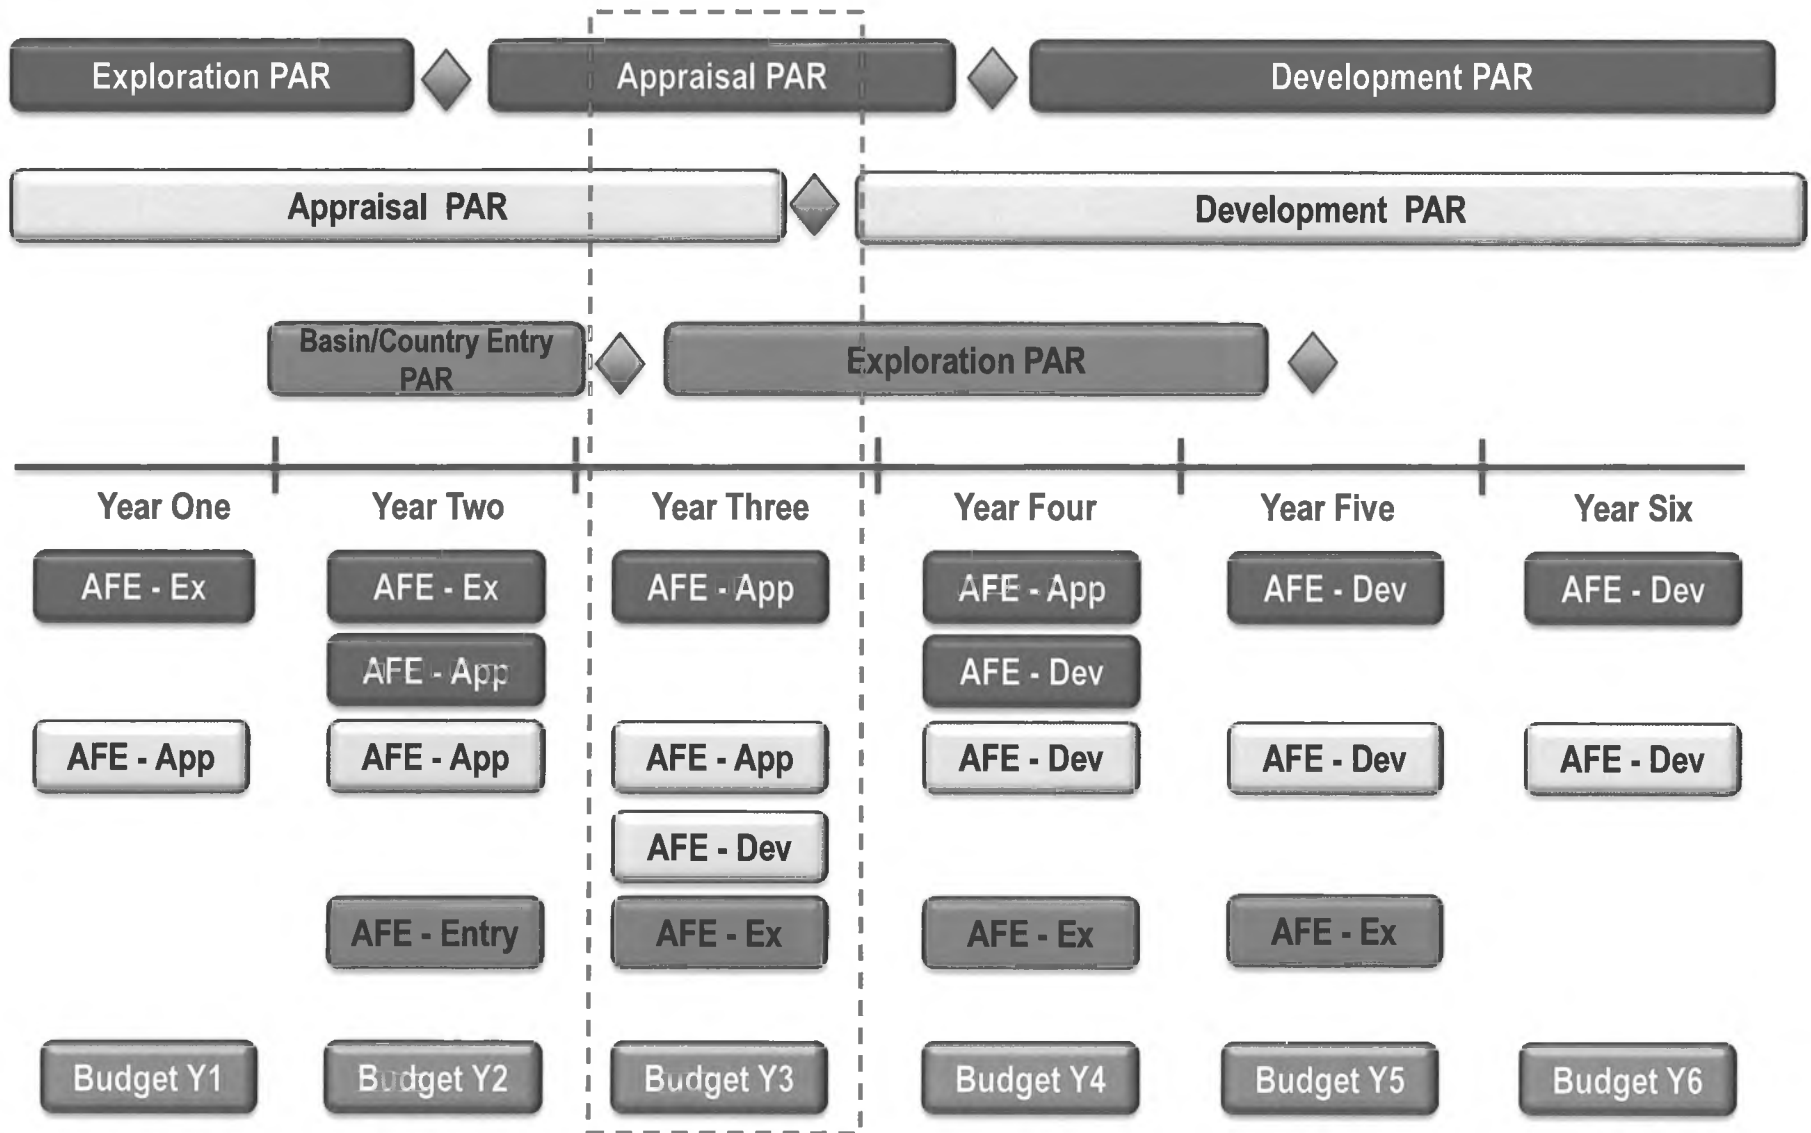 Exploration PAR
Appraisal PAR
Development PAR
Appraisal PAR
Development PAR
Basin/Country Entry
PAR
Exploration PAR
Year One
Year Two
Year Three
Year Four
Year Five
Year Six
AFE - Ex
AFE - Ex
AFE - App
AFE - App
AFE - Dev
AFE - Dev
AFE - App
AFE - Dev
AFE - App
AFE - App
AFE - App
AFE - Dev
AFE - Dev
AFE - Dev
AFE - Dev
AFE - Entry
AFE - Ex
AFE - Ex
AFE - Ex
Budget Y1
Budget Y2
Budget Y3
Budget Y4
Budget Y5
Budget Y6